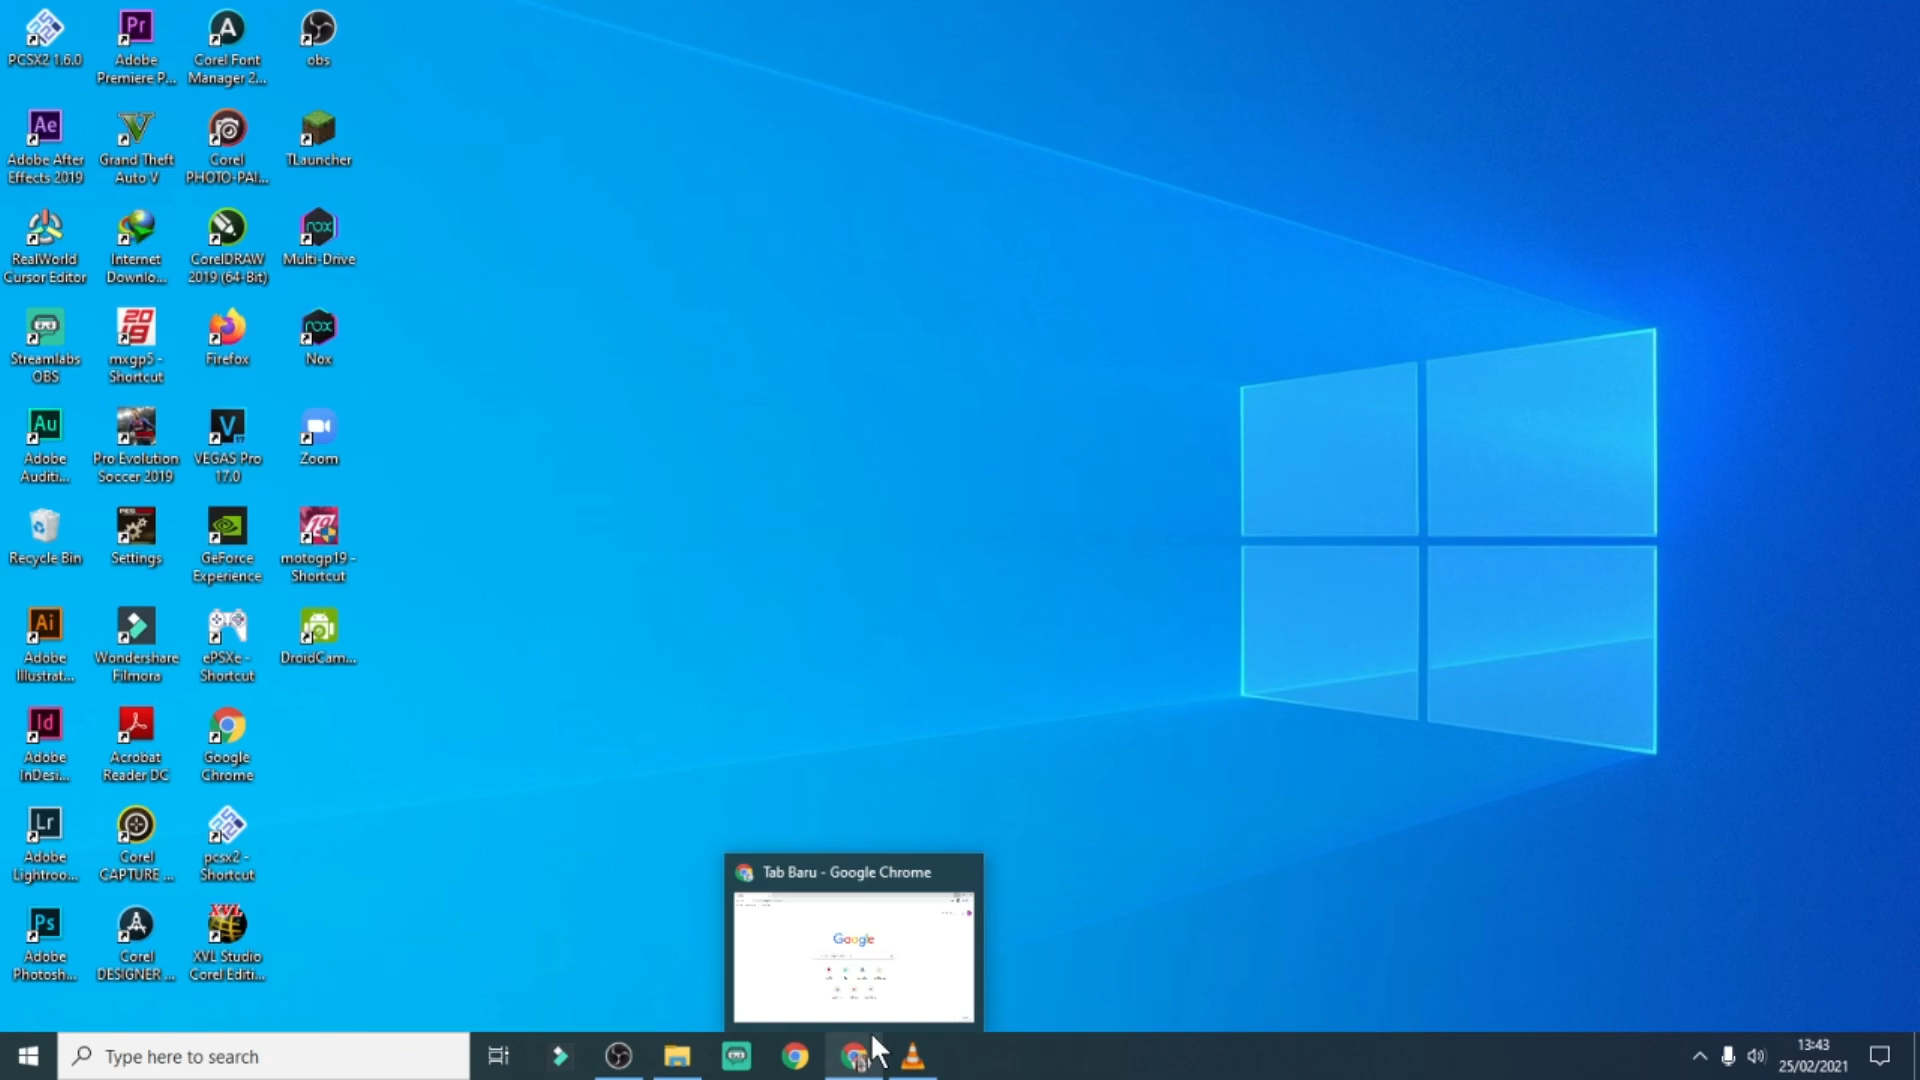 PCSX2 1.6.0
Adobe
Premiere P...
Corel Font
Manager 2...
obs
Adobe After
Effects 2019
Grand Theft
Auto V
Corel
PHOTO-PAI...
TLauncher
RealWorld
Cursor Editor
Internet
Downlo...
CorelDRAW
2019 (64-Bit)
Multi-Drive
Streamlabs
OBS
mxgp5 -
Shortcut
Firefox
Nox
Adobe
Auditi...
Pro Evolution
Soccer 2019
VEGAS Pro
17.0
Zoom
Recycle Bin
Settings
GeForce
Experience
motogp19 -
Shortcut
Adobe
Illustrat...
Wondershare
Filmora
ePSXe -
Shortcut
DroidCam...
Adobe
InDesi...
Acrobat
Reader DC
Google
Chrome
Adobe
Lightroo...
Corel
CAPTURE ...
pcsx2 -
Shortcut
Adobe
Photosh...
Corel
DESIGNER ...
XVL Studio
Corel Editi...
Tab Baru - Google Chrome
Google
Type here to search
13:43
25/02/2021